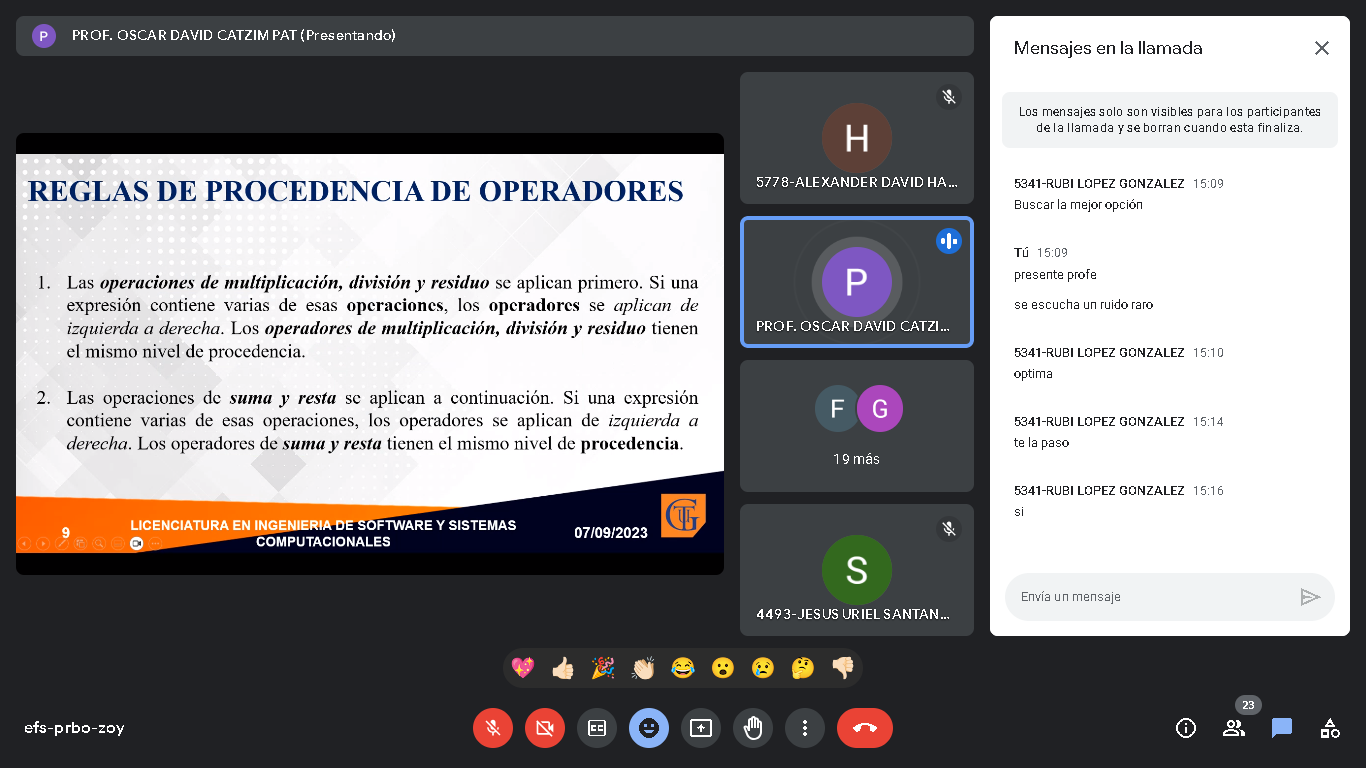 P
PROF. OSCAR DAVID CATZIM PAT (Presentando)
REGLAS DE PROCEDENCIA DE OPERADORES
1. Las operaciones de multiplicación, división y residuo se aplican primero. Si una
expresión contiene varias de esas operaciones, los operadores se aplican de
izquierda a derecha. Los operadores de multiplicación, división y residuo tienen
el mismo nivel de procedencia.
2. Las operaciones de suma y resta se aplican a continuación. Si una expresión
contiene varias de esas operaciones, los operadores se aplican de izquierda a
derecha. Los operadores de suma y resta tienen el mismo nivel de procedencia.
9
LICENCIATURA EN INGENIERIA DE SOFTWARE Y SISTEMAS
COMPUTACIONALES
07/09/2023
H
5778-ALEXANDER DAVID HA...
P
PROF. OSCAR DAVID CATZI...
F G
19 más
S
4493-JESUS URIEL SANTAN...
Mensajes en la llamada
Los mensajes solo son visibles para los participantes
de la llamada y se borran cuando esta finaliza.
5341-RUBI LOPEZ GONZALEZ 15:09
Buscar la mejor opción
Tú 15:09
presente profe
se escucha un ruido raro
5341-RUBI LOPEZ GONZALEZ 15:10
optima
5341-RUBI LOPEZ GONZALEZ 15:14
te la paso
5341-RUBI LOPEZ GONZALEZ 15:16
si
Envía un mensaje
efs-prbo-zoy
23